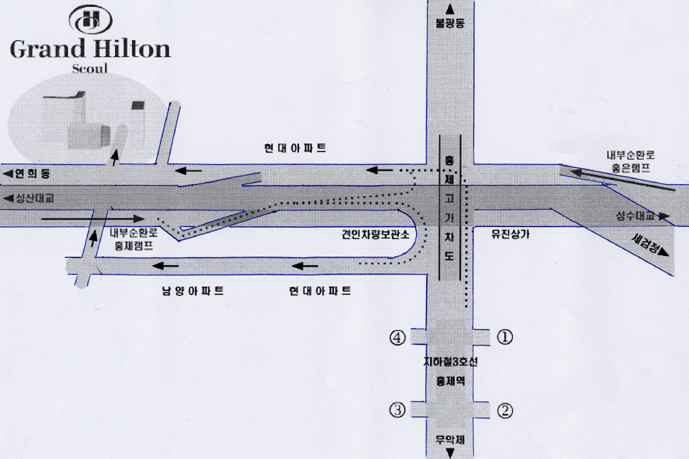 Grand Hilton
Seoul
불광동
현대아파트
내부순환로
홍은램프
연희동
홍제고가차도
성산대교
성수대교
내부순환로
홍제램프
견인차량보관소
유진상가
세검정
남양아파트
현대아파트
④
①
지하철3호선
홍제역
③
②
무악제